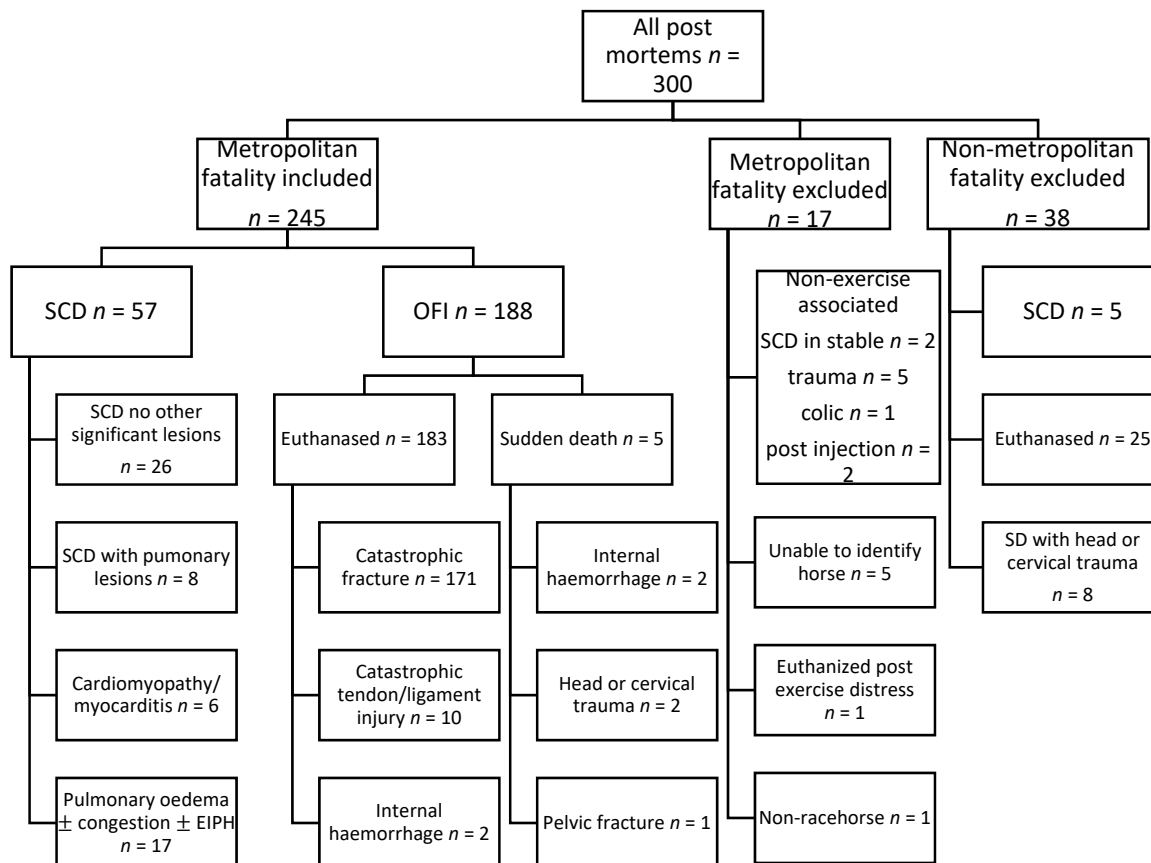 All post
mortems n =
300
Metropolitan
fatality included
n = 245
Metropolitan
fatality excluded
n = 17
Non-metropolitan
fatality excluded
n = 38
SCD n = 57
OFI n = 188
SCD no other
significant lesions
n = 26
SCD with pumonary
lesions n = 8
Cardiomyopathy/
myocarditis n = 6
Pulmonary oedema
± congestion ± EIPH
n = 17
Euthanased n = 183
Catastrophic
fracture n = 171
Catastrophic
tendon/ligament
injury n = 10
Internal
haemorrhage n = 2
Sudden death n = 5
Internal
haemorrhage n = 2
Head or cervical
trauma n = 2
Pelvic fracture n = 1
Non-exercise
associated
SCD in stable n = 2
trauma n = 5
colic n = 1
post injection n =
2
Unable to identify
horse n = 5
Euthanized post
exercise distress
n = 1
Non-racehorse n = 1
SCD n = 5
Euthanased n = 25
SD with head or
cervical trauma
n = 8